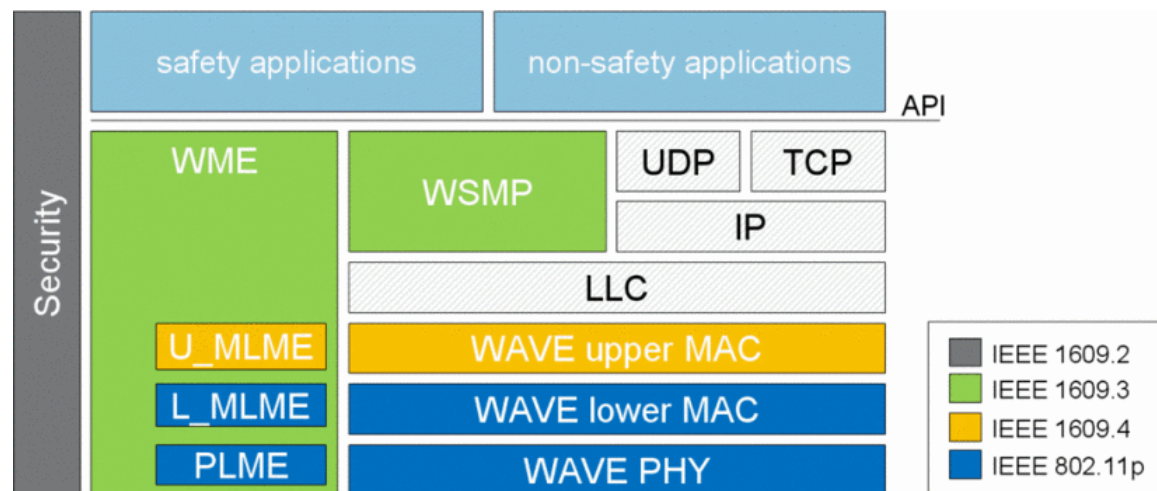 Security
safety applications
non-safety applications
API
WME
WSMP
UDP
TCP
IP
LLC
U_MLME
WAVE upper MAC
L_MLME
WAVE lower MAC
PLME
WAVE PHY
IEEE 1609.2
IEEE 1609.3
IEEE 1609.4
IEEE 802.11p